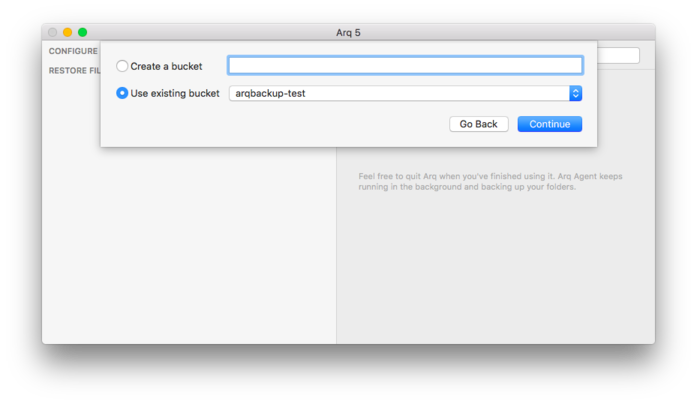 Arq 5
CONFIGURE
RESTORE FIL
Create a bucket
Use existing bucket
arqbackup-test
Go Back
Continue
Feel free to quit Arq when you've finished using it. Arq Agent keeps
running in the background and backing up your folders.